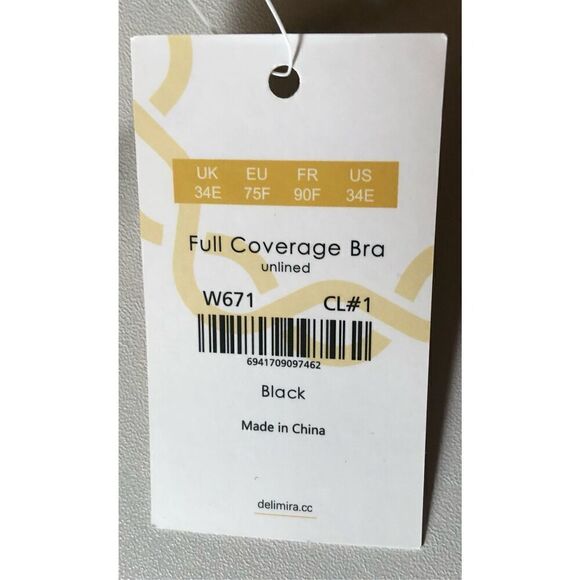 UK EU FR US
34E 75F 90F 34E
Full Coverage Bra
unlined
W671 CL#1
6941709097462
Black
Made in China
delimira.cc